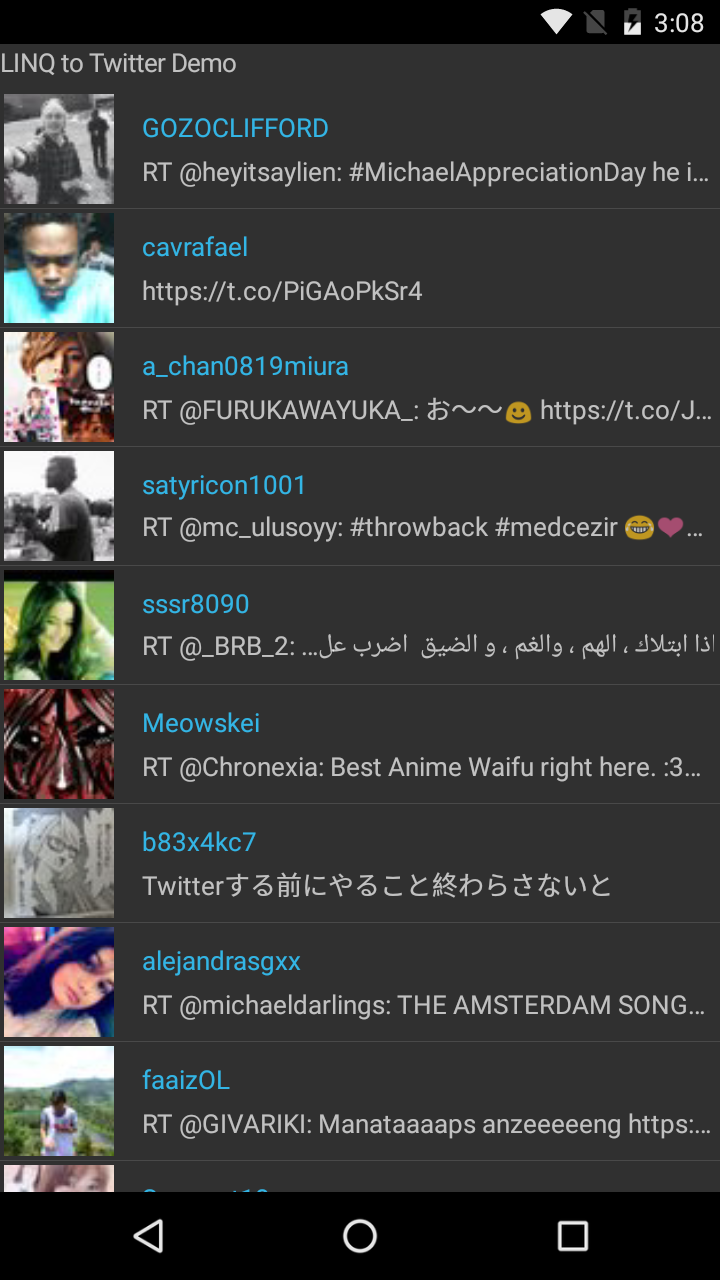 3:08
LINQ to Twitter Demo
GOZOCLIFFORD
RT @heyitsaylien: #MichaelAppreciationDay he i...
cavrafael
https://t.co/PiGAoPkSr4
a_chan0819miura
RT @FURUKAWAYUKA_: お〜〜☺ https://t.co/J...
satyricon1001
RT @mc_ulusoyy: #throwback #medcezir 😂❤...
sssr8090
RT @_BRB_2: اذا ابتلاك ، الهم ، والغم ، و الضيق  اضرب عل...
Meowskei
RT @Chronexia: Best Anime Waifu right here. :3...
b83x4kc7
Twitterする前にやること終わらさないと
alejandrasgxx
RT @michaeldarlings: THE AMSTERDAM SONG...
faaizOL
RT @GIVARIKI: Manataaaaps anzeeeeeng https:...